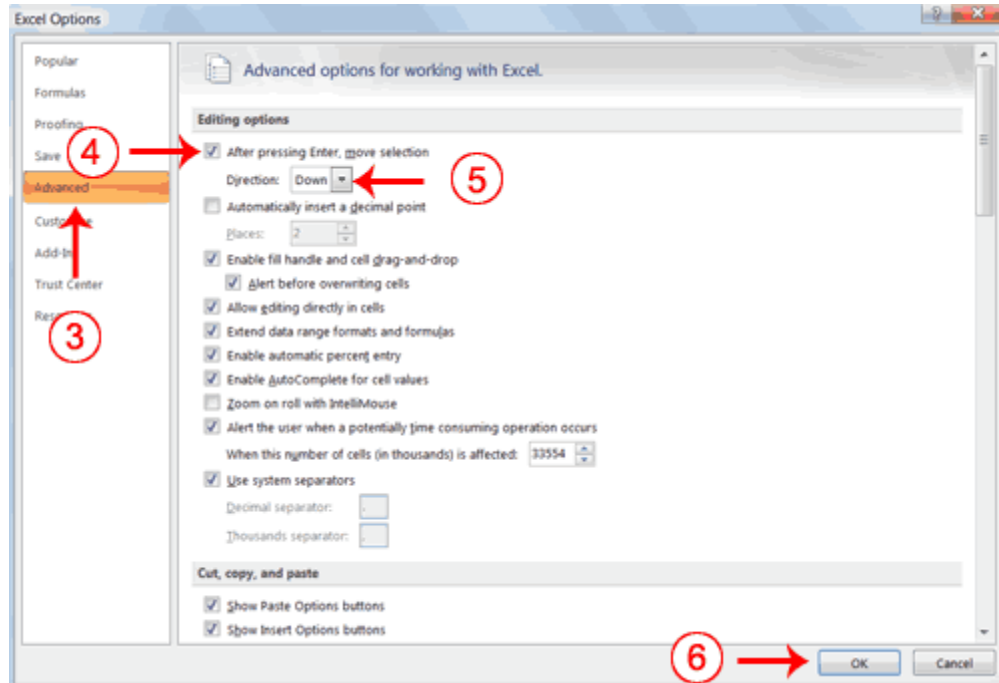 Excel Options
Popular
Formulas
Proofing
Save
Advanced
Trust Center
Advanced options for working with Excel.
Editing options
After pressing Enter, move selection
Direction: Down
Automatically insert a decimal point
Places: 2
Enable fill handle and cell drag-and-drop
Alert before overwriting cells
Allow editing directly in cells
Extend data range formats and formulas
Enable automatic percent entry
Enable AutoComplete for cell values
Zoom on roll with IntelliMouse
Alert the user when a potentially time consuming operation occurs
When this number of cells (in thousands) is affected: 33554
Use system separators
Decimal separator: .
Thousands separator: ,
Cut, copy, and paste
Show Paste Options buttons
Show Insert Options buttons
OK
Cancel
3
4
5
6